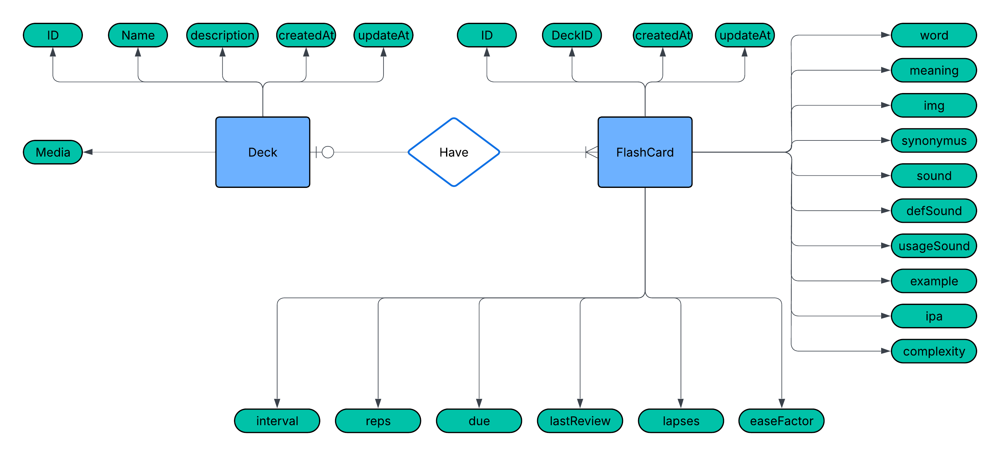 ID
Name
description
createdAt
updateAt
ID
DeckID
createdAt
updateAt
word
meaning
img
synonymus
sound
defSound
usageSound
example
ipa
complexity
Media
Deck
Have
FlashCard
interval
reps
due
lastReview
lapses
easeFactor